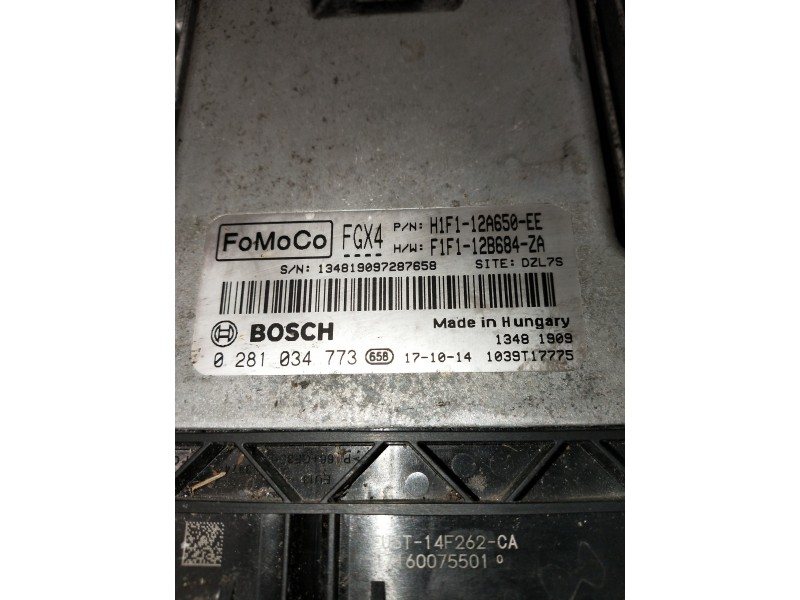 FoMoCo FGX4 P/N: H1F1-12A650-EE
H/W: F1F1-12B684-ZA
S/N: 134819097287658 SITE: DZL7S
BOSCH Made in Hungary
1348 1909
0 281 034 773 658 17-10-14 1039T17775
T-14F262-CA
160075501